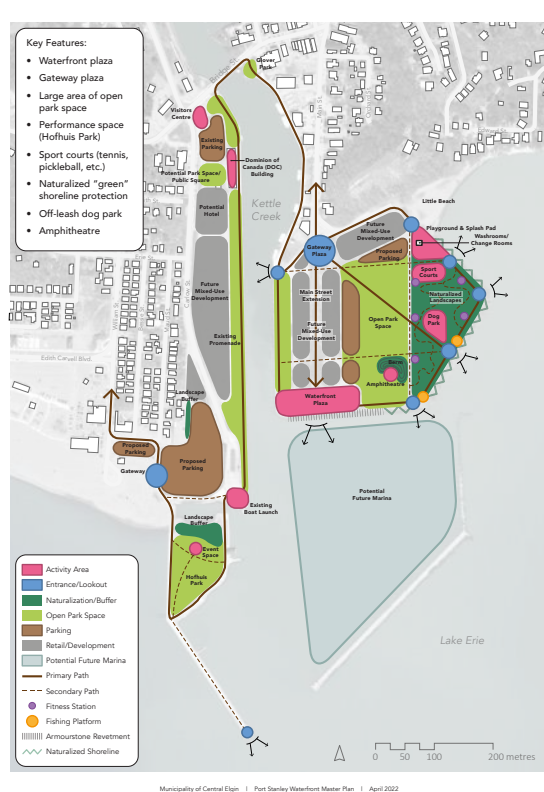 Key Features:
• Waterfront plaza
• Gateway plaza
• Large area of open
park space
• Performance space
(Hofhuis Park)
• Sport courts (tennis,
pickleball, etc.)
• Naturalized “green”
shoreline protection
• Off-leash dog park
• Amphitheatre
Glover
Park
Bridge St
Visitors
Centre
Existing
Parking
Dominion of
Canada (DOC)
Building
Potential Park Space/
Public Square
Potential
Hotel
Kettle
Creek
Little Beach
Future
Mixed-Use
Development
Playground & Splash Pad
Washrooms/
Change Rooms
Gateway
Plaza
Proposed
Parking
Sport
Courts
Future
Mixed-Use
Development
Main Street
Extension
Naturalized
Landscapes
Open Park
Space
Dog
Park
Future
Mixed-Use
Development
Existing
Promenade
Edith Cavell Blvd.
William St
Carlow St
Berm
Amphitheatre
Landscape
Buffer
Waterfront
Plaza
Proposed
Parking
Proposed
Parking
Gateway
Existing
Boat Launch
Potential
Future Marina
Landscape
Buffer
Event
Space
Hofhuis
Park
Activity Area
Entrance/Lookout
Naturalization/Buffer
Open Park Space
Parking
Retail/Development
Potential Future Marina
Primary Path
Secondary Path
Fitness Station
Fishing Platform
Armourstone Revetment
Naturalized Shoreline
Lake Erie
0 50 100 200 metres
Municipality of Central Elgin I Port Stanley Waterfront Master Plan I April 2022